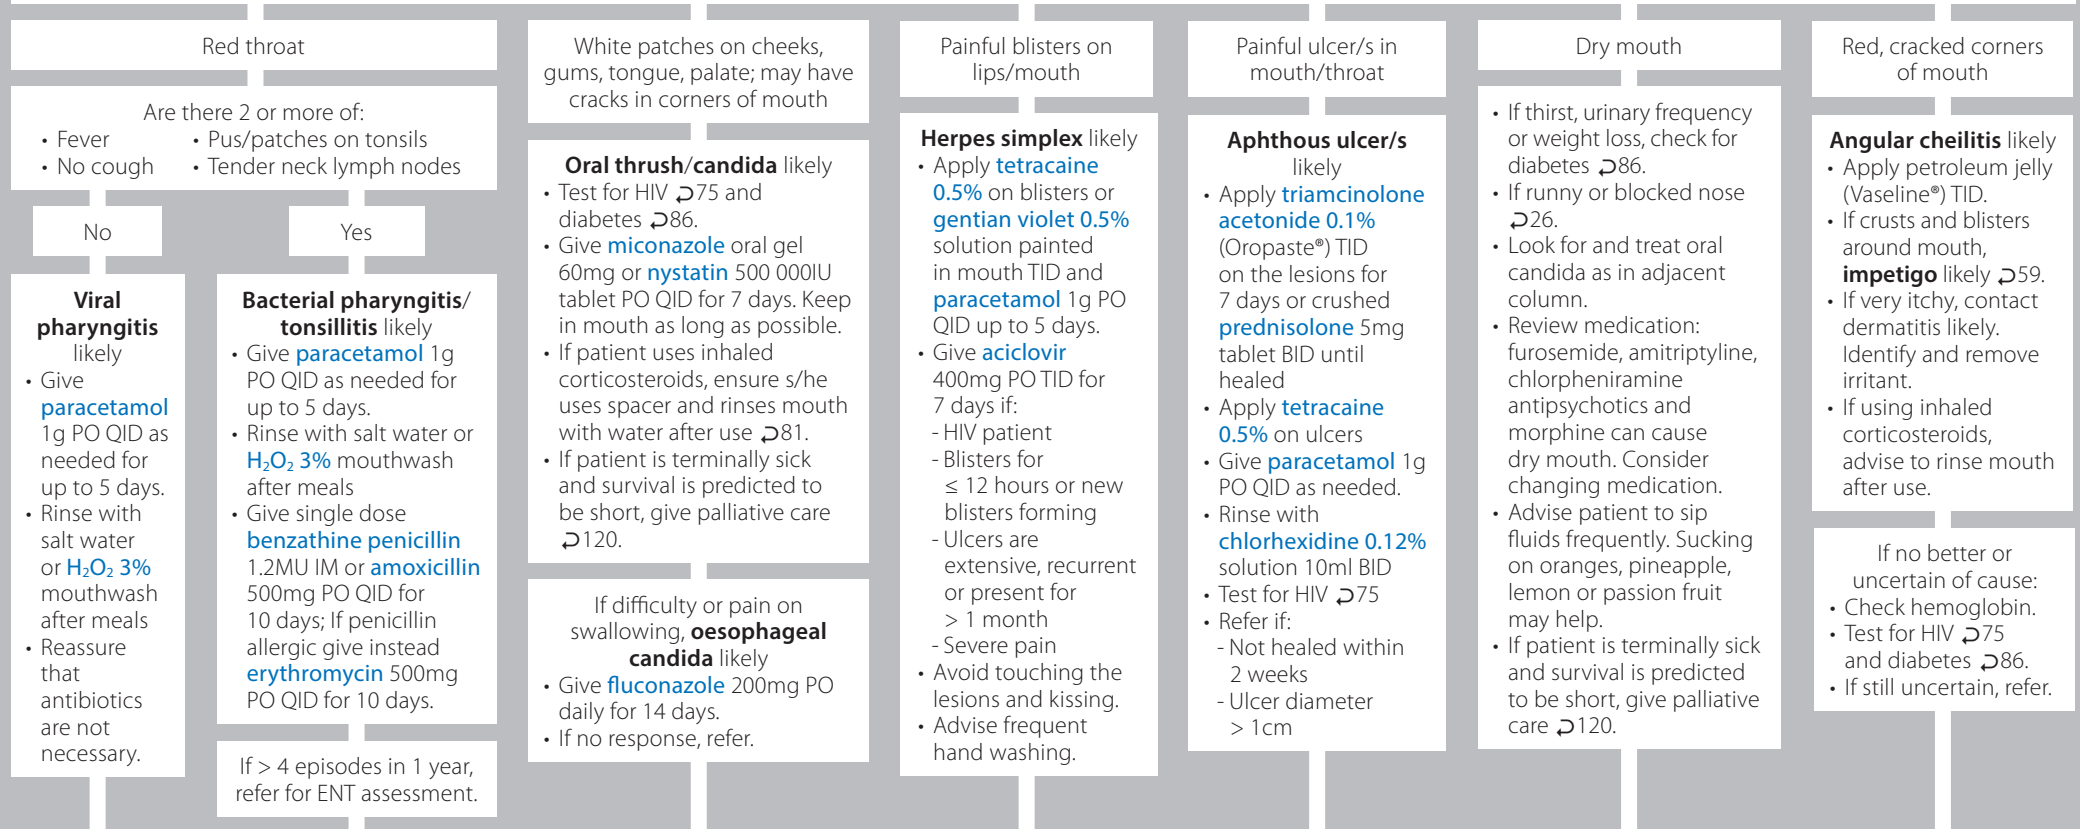 Red throat
Are there 2 or more of:
• Fever
• No cough
• Pus/patches on tonsils
• Tender neck lymph nodes
No
Viral
pharyngitis
likely
• Give
paracetamol
1g PO QID as
needed for
up to 5 days.
• Rinse with
salt water
or H₂O₂ 3%
mouthwash
after meals
• Reassure
that
antibiotics
are not
necessary.
Yes
Bacterial pharyngitis/
tonsillitis likely
• Give paracetamol 1g
PO QID as needed for
up to 5 days.
• Rinse with salt water or
H₂O₂ 3% mouthwash
after meals
• Give single dose
benzathine penicillin
1.2MU IM or amoxicillin
500mg PO QID for
10 days; If penicillin
allergic give instead
erythromycin 500mg
PO QID for 10 days.
If > 4 episodes in 1 year,
refer for ENT assessment.
White patches on cheeks,
gums, tongue, palate; may have
cracks in corners of mouth
Oral thrush/candida likely
• Test for HIV ⮌75 and
diabetes ⮌86.
• Give miconazole oral gel
60mg or nystatin 500 000IU
tablet PO QID for 7 days. Keep
in mouth as long as possible.
• If patient uses inhaled
corticosteroids, ensure s/he
uses spacer and rinses mouth
with water after use ⮌81.
• If patient is terminally sick
and survival is predicted to
be short, give palliative care
⮌120.
If difficulty or pain on
swallowing, oesophageal
candida likely
• Give fluconazole 200mg PO
daily for 14 days.
• If no response, refer.
Painful blisters on
lips/mouth
Herpes simplex likely
• Apply tetracaine
0.5% on blisters or
gentian violet 0.5%
solution painted
in mouth TID and
paracetamol 1g PO
QID up to 5 days.
• Give aciclovir
400mg PO TID for
7 days if:
- HIV patient
- Blisters for
≤ 12 hours or new
blisters forming
- Ulcers are
extensive, recurrent
or present for
> 1 month
- Severe pain
• Avoid touching the
lesions and kissing.
• Advise frequent
hand washing.
Painful ulcer/s in
mouth/throat
Aphthous ulcer/s
likely
• Apply triamcinolone
acetonide 0.1%
(Oropaste®) TID
on the lesions for
7 days or crushed
prednisolone 5mg
tablet BID until
healed
• Apply tetracaine
0.5% on ulcers
• Give paracetamol 1g
PO QID as needed.
• Rinse with
chlorhexidine 0.12%
solution 10ml BID
• Test for HIV ⮌75
• Refer if:
- Not healed within
2 weeks
- Ulcer diameter
> 1cm
Dry mouth
• If thirst, urinary frequency
or weight loss, check for
diabetes ⮌86.
• If runny or blocked nose
⮌26.
• Look for and treat oral
candida as in adjacent
column.
• Review medication:
furosemide, amitriptyline,
chlorpheniramine
antipsychotics and
morphine can cause
dry mouth. Consider
changing medication.
• Advise patient to sip
fluids frequently. Sucking
on oranges, pineapple,
lemon or passion fruit
may help.
• If patient is terminally sick
and survival is predicted
to be short, give palliative
care ⮌120.
Red, cracked corners
of mouth
Angular cheilitis likely
• Apply petroleum jelly
(Vaseline®) TID.
• If crusts and blisters
around mouth,
impetigo likely ⮌59.
• If very itchy, contact
dermatitis likely.
Identify and remove
irritant.
• If using inhaled
corticosteroids,
advise to rinse mouth
after use.
If no better or
uncertain of cause:
• Check hemoglobin.
• Test for HIV ⮌75
and diabetes ⮌86.
• If still uncertain, refer.